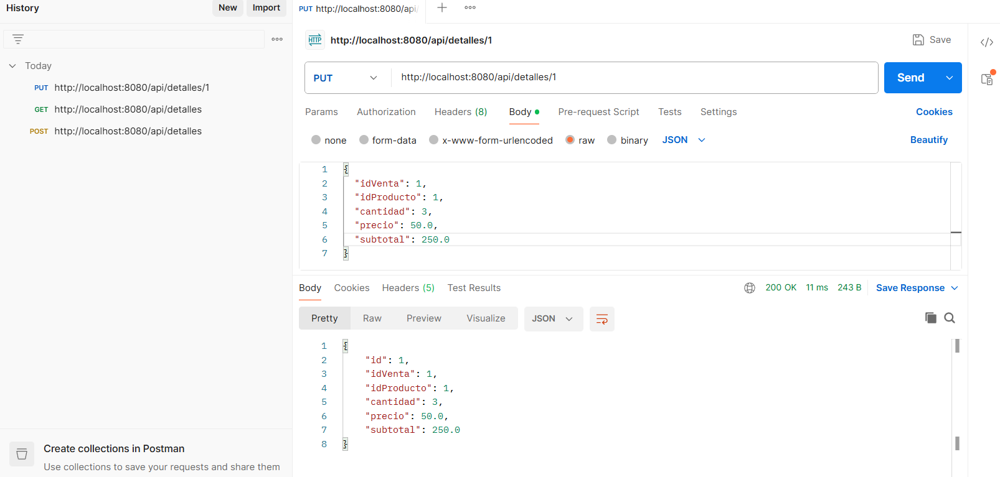 History
New
Import
Today
PUT http://localhost:8080/api/detalles/1
GET http://localhost:8080/api/detalles
POST http://localhost:8080/api/detalles
Create collections in Postman
Use collections to save your requests and share them
PUT http://localhost:8080/api/
HTTP http://localhost:8080/api/detalles/1
Save
PUT http://localhost:8080/api/detalles/1
Send
Params Authorization Headers (8) Body Pre-request Script Tests Settings Cookies
none form-data x-www-form-urlencoded raw binary JSON Beautify
1 {
2 "idVenta": 1,
3 "idProducto": 1,
4 "cantidad": 3,
5 "precio": 50.0,
6 "subtotal": 250.0
7 }
Body Cookies Headers (5) Test Results 200 OK 11 ms 243 B Save Response
Pretty Raw Preview Visualize JSON
1 {
2 "id": 1,
3 "idVenta": 1,
4 "idProducto": 1,
5 "cantidad": 3,
6 "precio": 50.0,
7 "subtotal": 250.0
8 }